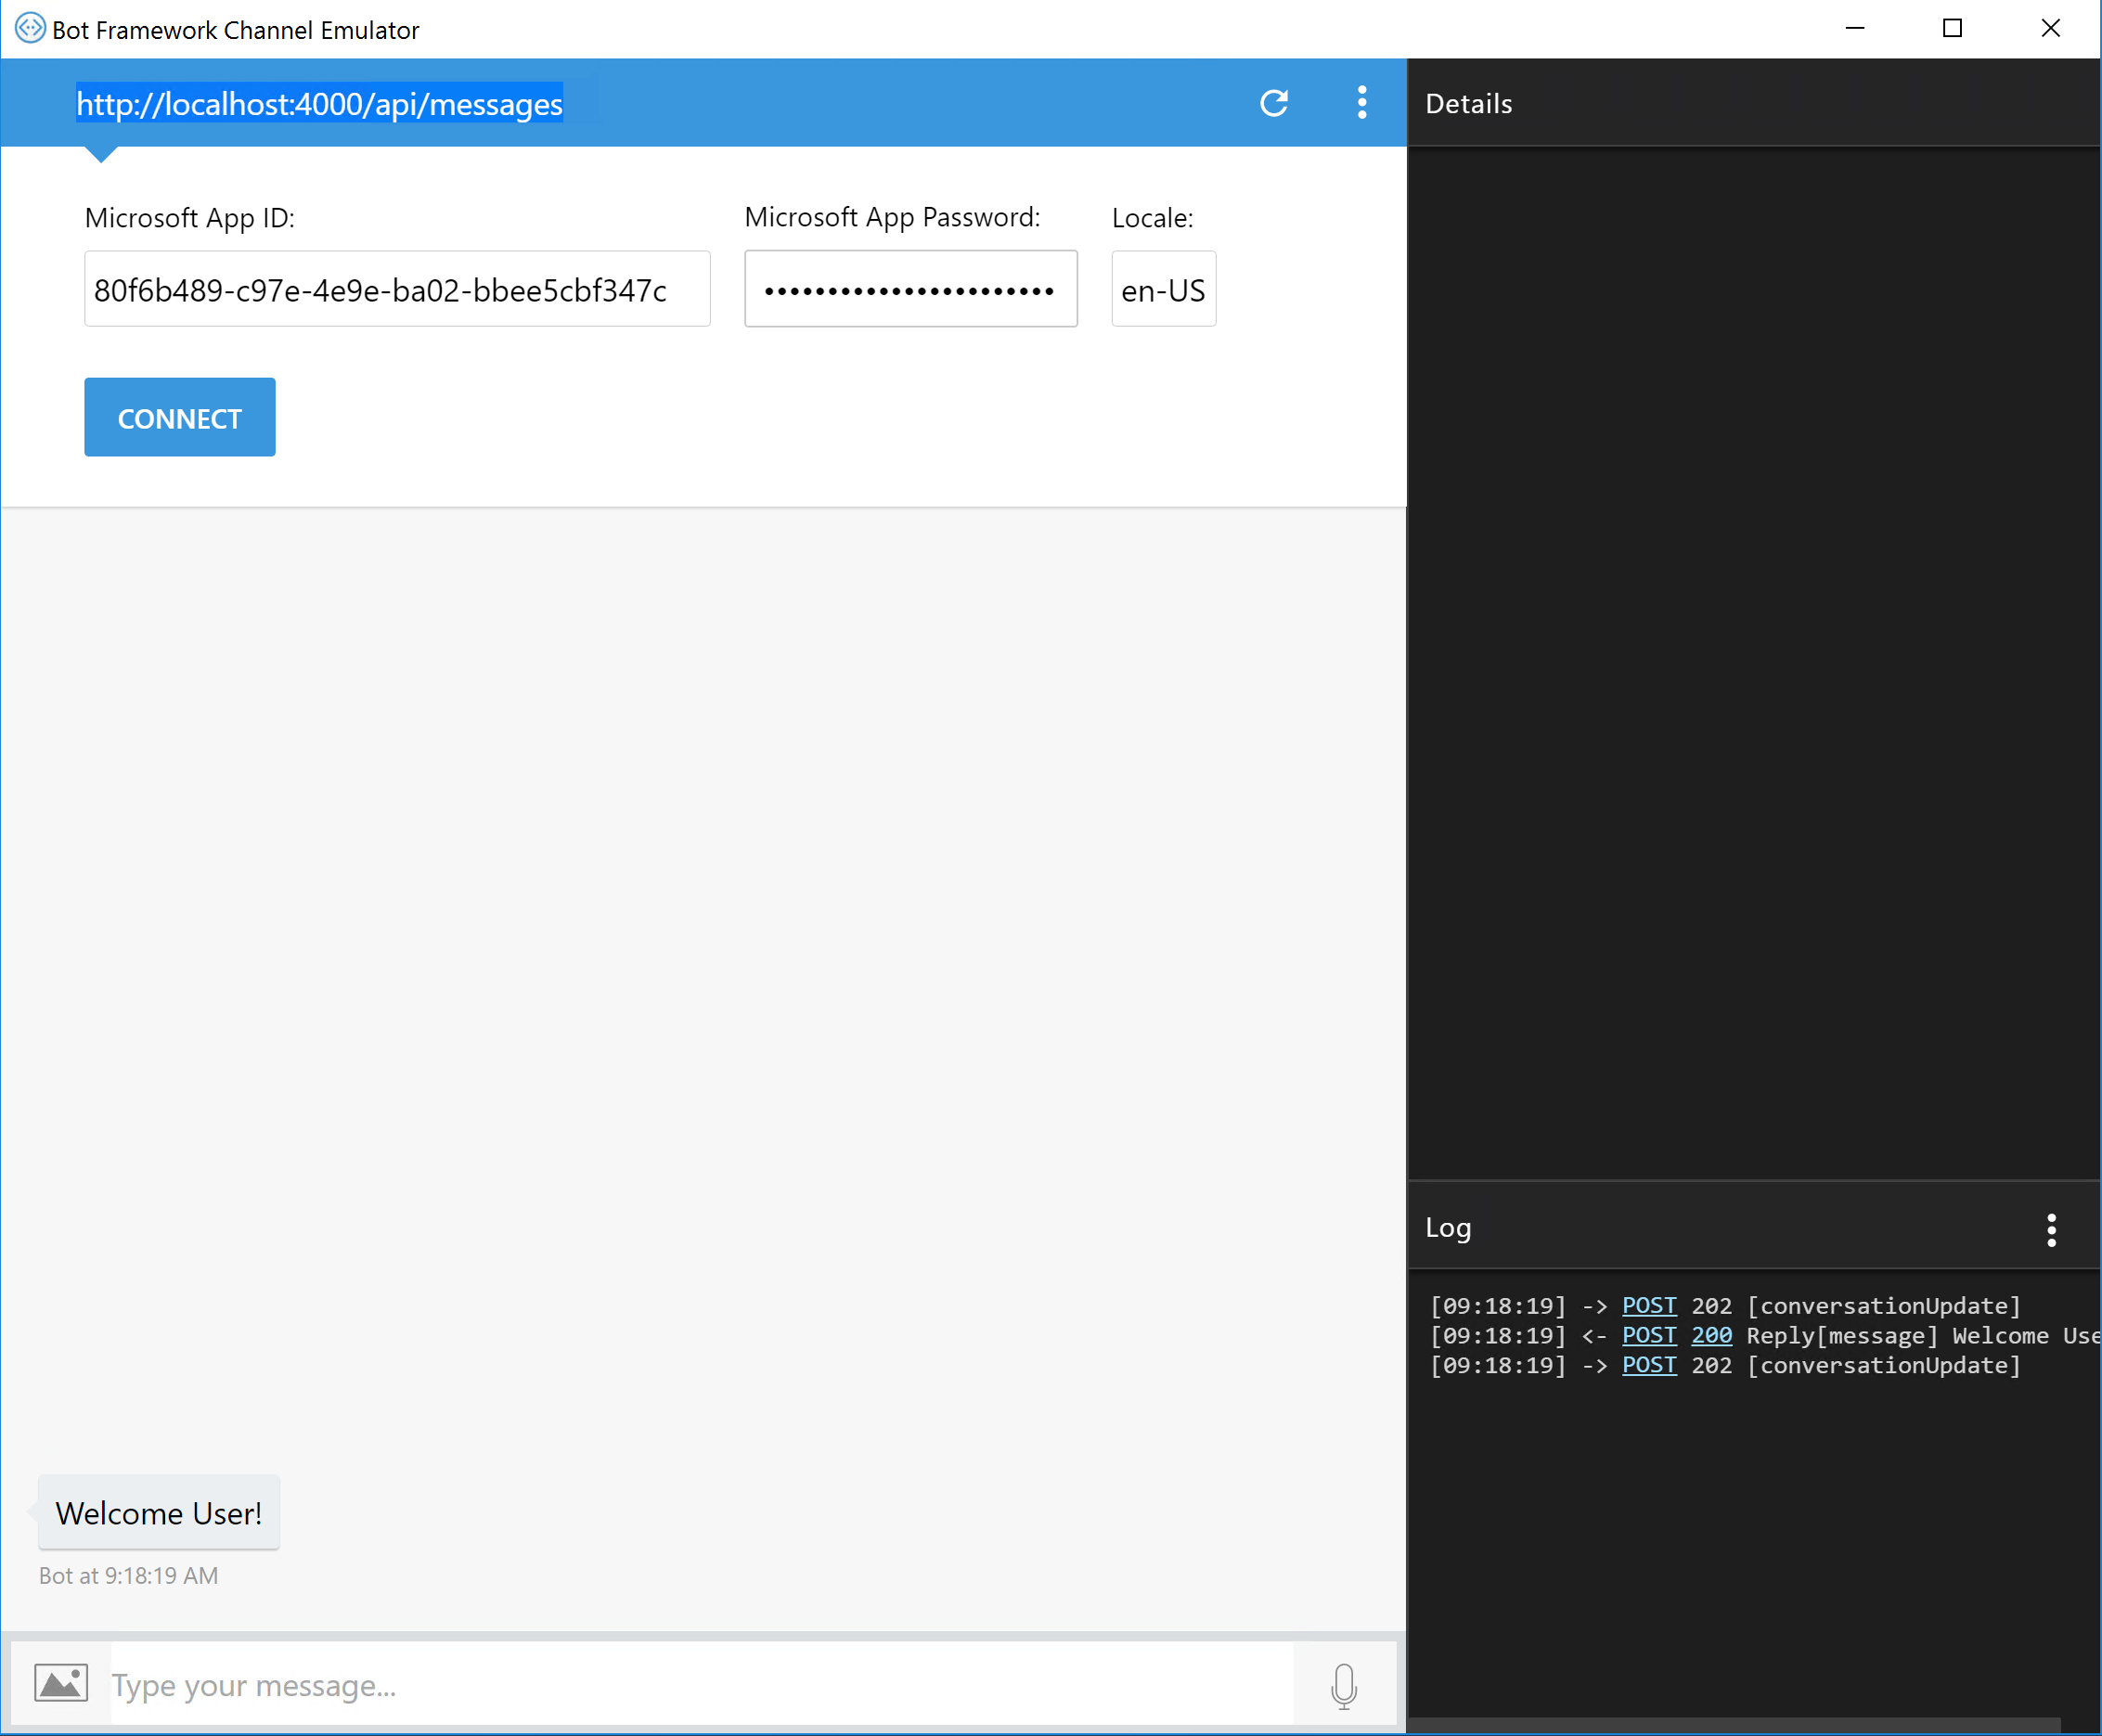 Bot Framework Channel Emulator
http://localhost:4000/api/messages
Details
Microsoft App ID:
Microsoft App Password:
Locale:
80f6b489-c97e-4e9e-ba02-bbee5cbf347c
•••••••••••••••••••••••
en-US
CONNECT
Log
[09:18:19] -> POST 202 [conversationUpdate]
[09:18:19] <- POST 200 Reply[message] Welcome Use
[09:18:19] -> POST 202 [conversationUpdate]
Welcome User!
Bot at 9:18:19 AM
Type your message...